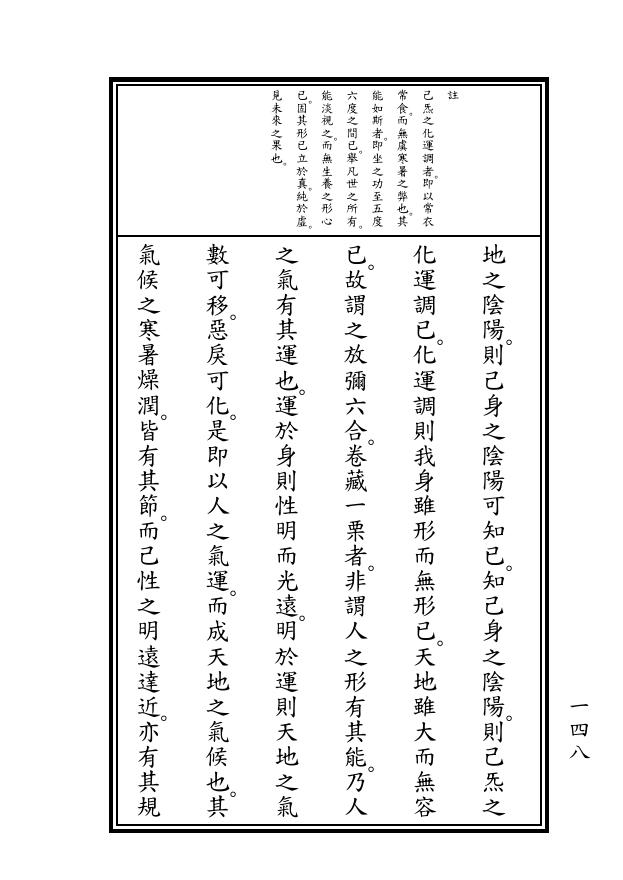 註
己炁之化運調者。即以常衣
常食。而無虞寒暑之弊也。其
能如斯者。即坐之功至五度
六度之間已。舉凡世之所有。
能淡視之。而無生養之形心
已。固其形已立於真。純於虛。
見未來之果也。
地之陰陽。則己身之陰陽可知已。知己身之陰陽。則己炁之
化運調已。化運調則我身雖形而無形已。天地雖大而無容
已。故謂之放彌六合。卷藏一栗者。非謂人之形有其能。乃人
之氣有其運也。運於身則性明而光遠。明於運則天地之氣
數可移。惡戾可化。是即以人之氣運。而成天地之氣候也。其
氣候之寒暑燥潤。皆有其節。而己性之明遠達近。亦有其規
一四八